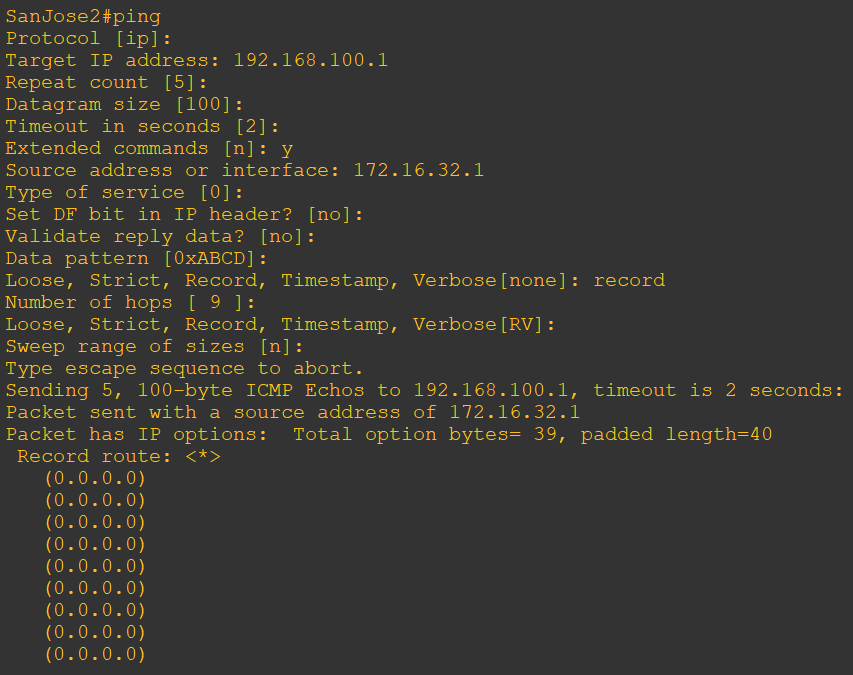 SanJose2#ping
Protocol [ip]:
Target IP address: 192.168.100.1
Repeat count [5]:
Datagram size [100]:
Timeout in seconds [2]:
Extended commands [n]: y
Source address or interface: 172.16.32.1
Type of service [0]:
Set DF bit in IP header? [no]:
Validate reply data? [no]:
Data pattern [0xABCD]:
Loose, Strict, Record, Timestamp, Verbose[none]: record
Number of hops [ 9 ]:
Loose, Strict, Record, Timestamp, Verbose[RV]:
Sweep range of sizes [n]:
Type escape sequence to abort.
Sending 5, 100-byte ICMP Echos to 192.168.100.1, timeout is 2 seconds:
Packet sent with a source address of 172.16.32.1
Packet has IP options:  Total option bytes= 39, padded length=40
 Record route: <*>
   (0.0.0.0)
   (0.0.0.0)
   (0.0.0.0)
   (0.0.0.0)
   (0.0.0.0)
   (0.0.0.0)
   (0.0.0.0)
   (0.0.0.0)
   (0.0.0.0)